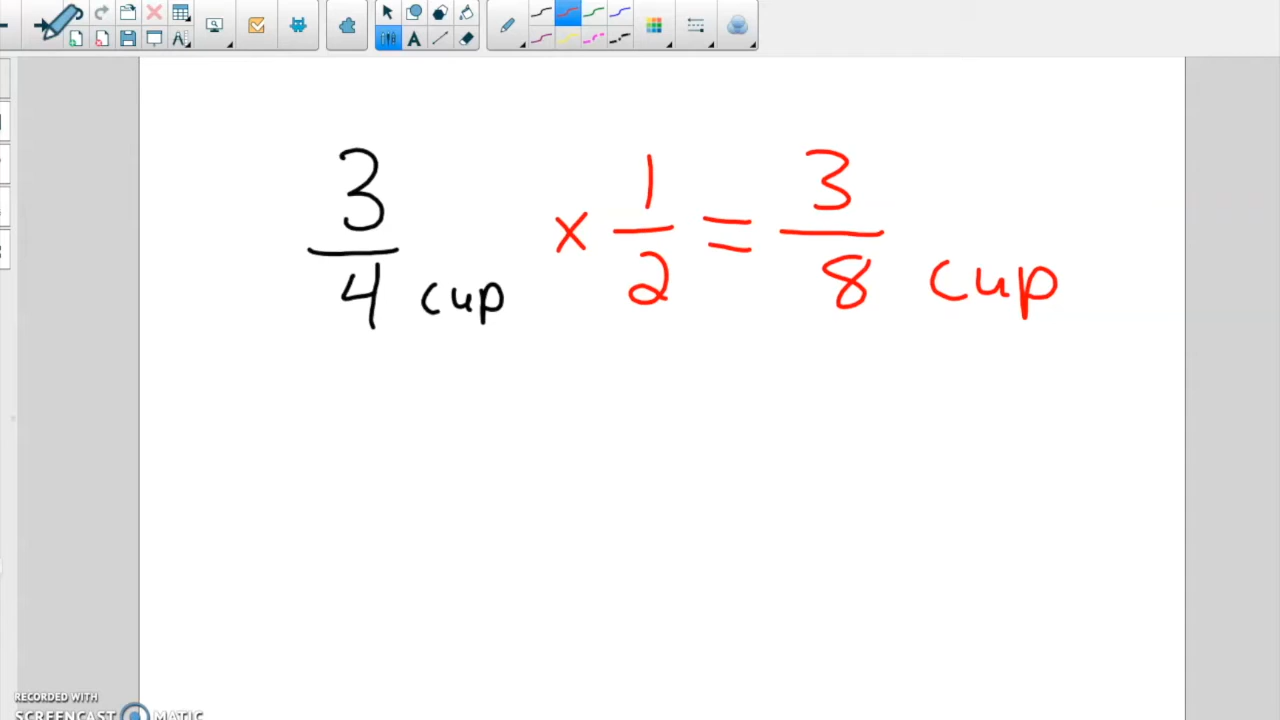 3/4 cup × 1/2 = 3/8 cup
RECORDED WITH
SCREENCAST MATIC